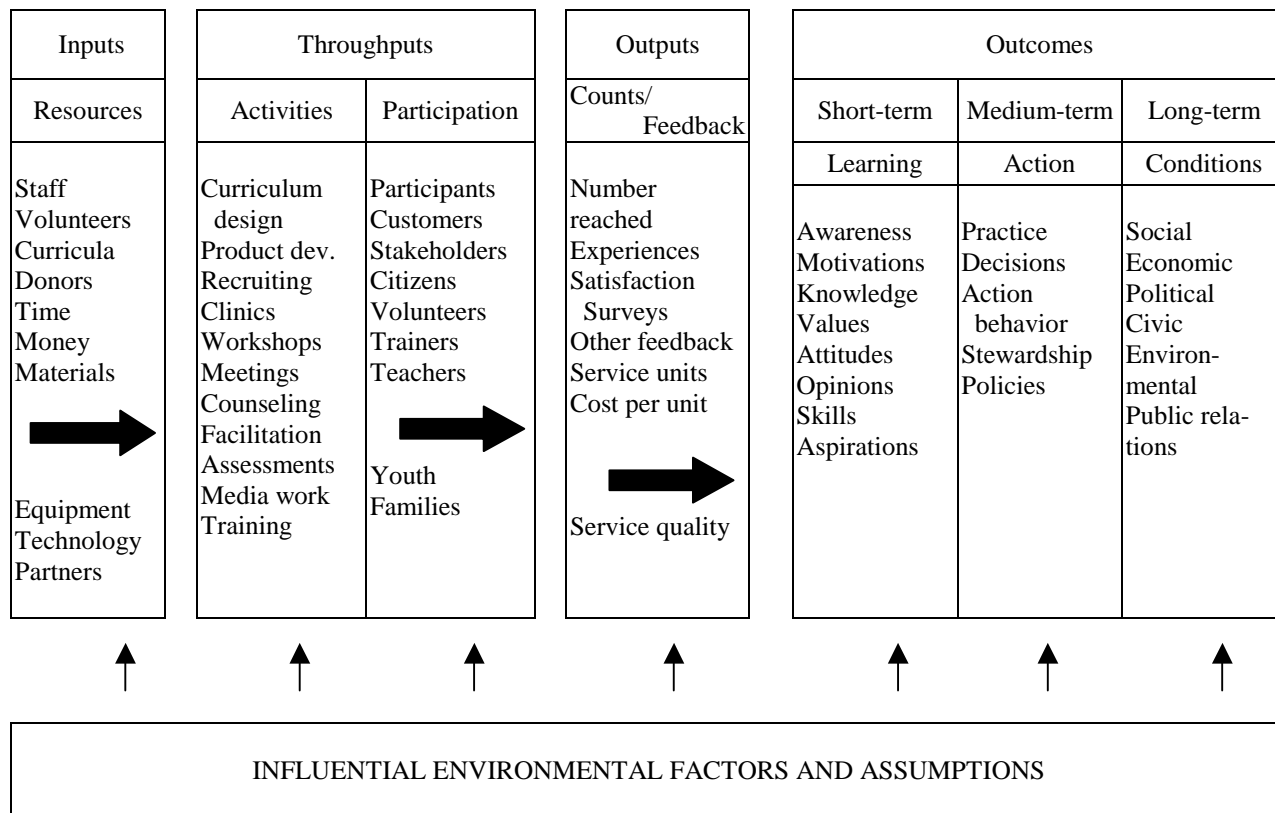 Inputs
Resources
Staff
Volunteers
Curricula
Donors
Time
Money
Materials
Equipment
Technology
Partners
Throughputs
Activities
Curriculum
design
Product dev.
Recruiting
Clinics
Workshops
Meetings
Counseling
Facilitation
Assessments
Media work
Training
Participation
Participants
Customers
Stakeholders
Citizens
Volunteers
Trainers
Teachers
Youth
Families
Outputs
Counts/
Feedback
Number
reached
Experiences
Satisfaction
Surveys
Other feedback
Service units
Cost per unit
Service quality
Outcomes
Short-term
Learning
Awareness
Motivations
Knowledge
Values
Attitudes
Opinions
Skills
Aspirations
Medium-term
Action
Practice
Decisions
Action
behavior
Stewardship
Policies
Long-term
Conditions
Social
Economic
Political
Civic
Environ-
mental
Public rela-
tions
INFLUENTIAL ENVIRONMENTAL FACTORS AND ASSUMPTIONS